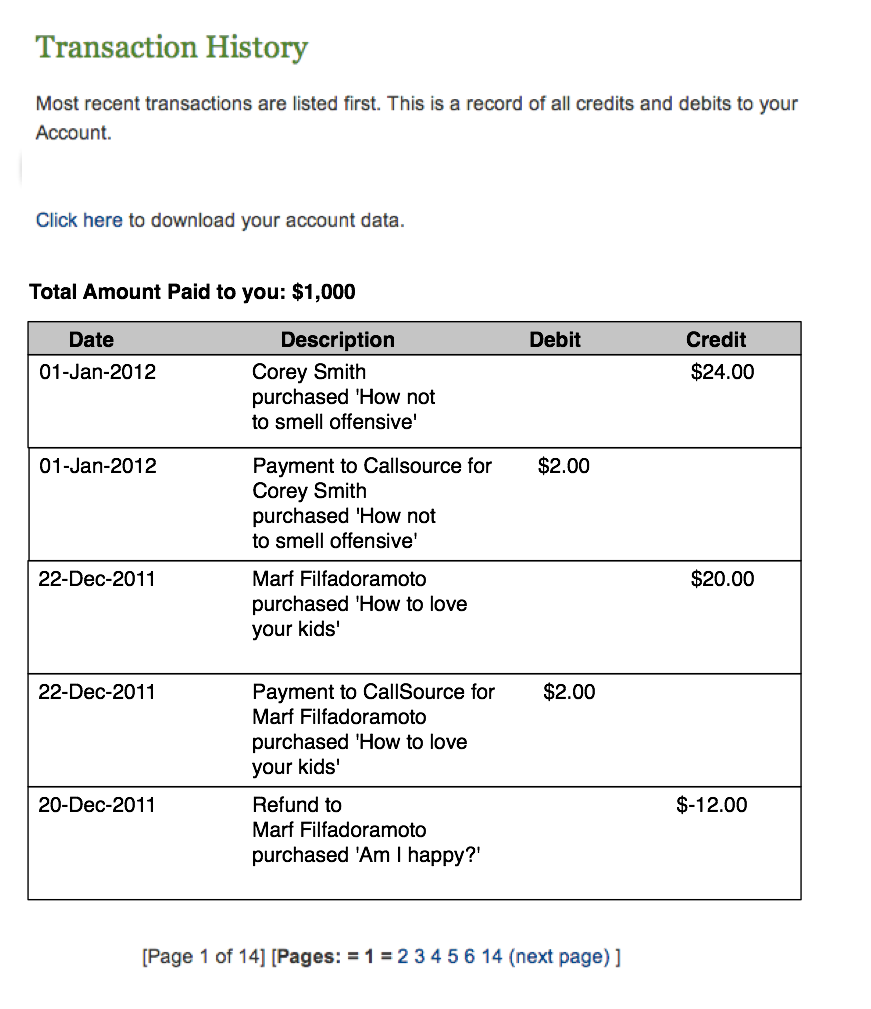 Transaction History
Most recent transactions are listed first. This is a record of all credits and debits to your
Account.
Click here to download your account data.
Total Amount Paid to you: $1,000
Date Description Debit Credit
01-Jan-2012 Corey Smith $24.00
purchased 'How not
to smell offensive'
01-Jan-2012 Payment to Callsource for $2.00
Corey Smith
purchased 'How not
to smell offensive'
22-Dec-2011 Marf Filfadoramoto $20.00
purchased 'How to love
your kids'
22-Dec-2011 Payment to CallSource for $2.00
Marf Filfadoramoto
purchased 'How to love
your kids'
20-Dec-2011 Refund to $-12.00
Marf Filfadoramoto
purchased 'Am I happy?'
[Page 1 of 14] [Pages: = 1 = 2 3 4 5 6 14 (next page) ]